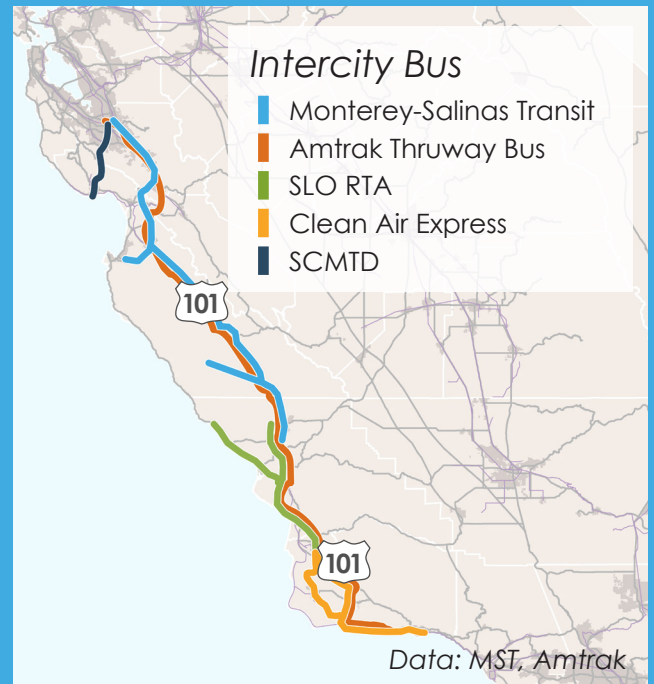 Intercity Bus
Monterey-Salinas Transit
Amtrak Thruway Bus
SLO RTA
Clean Air Express
SCMTD
101
101
Data: MST, Amtrak